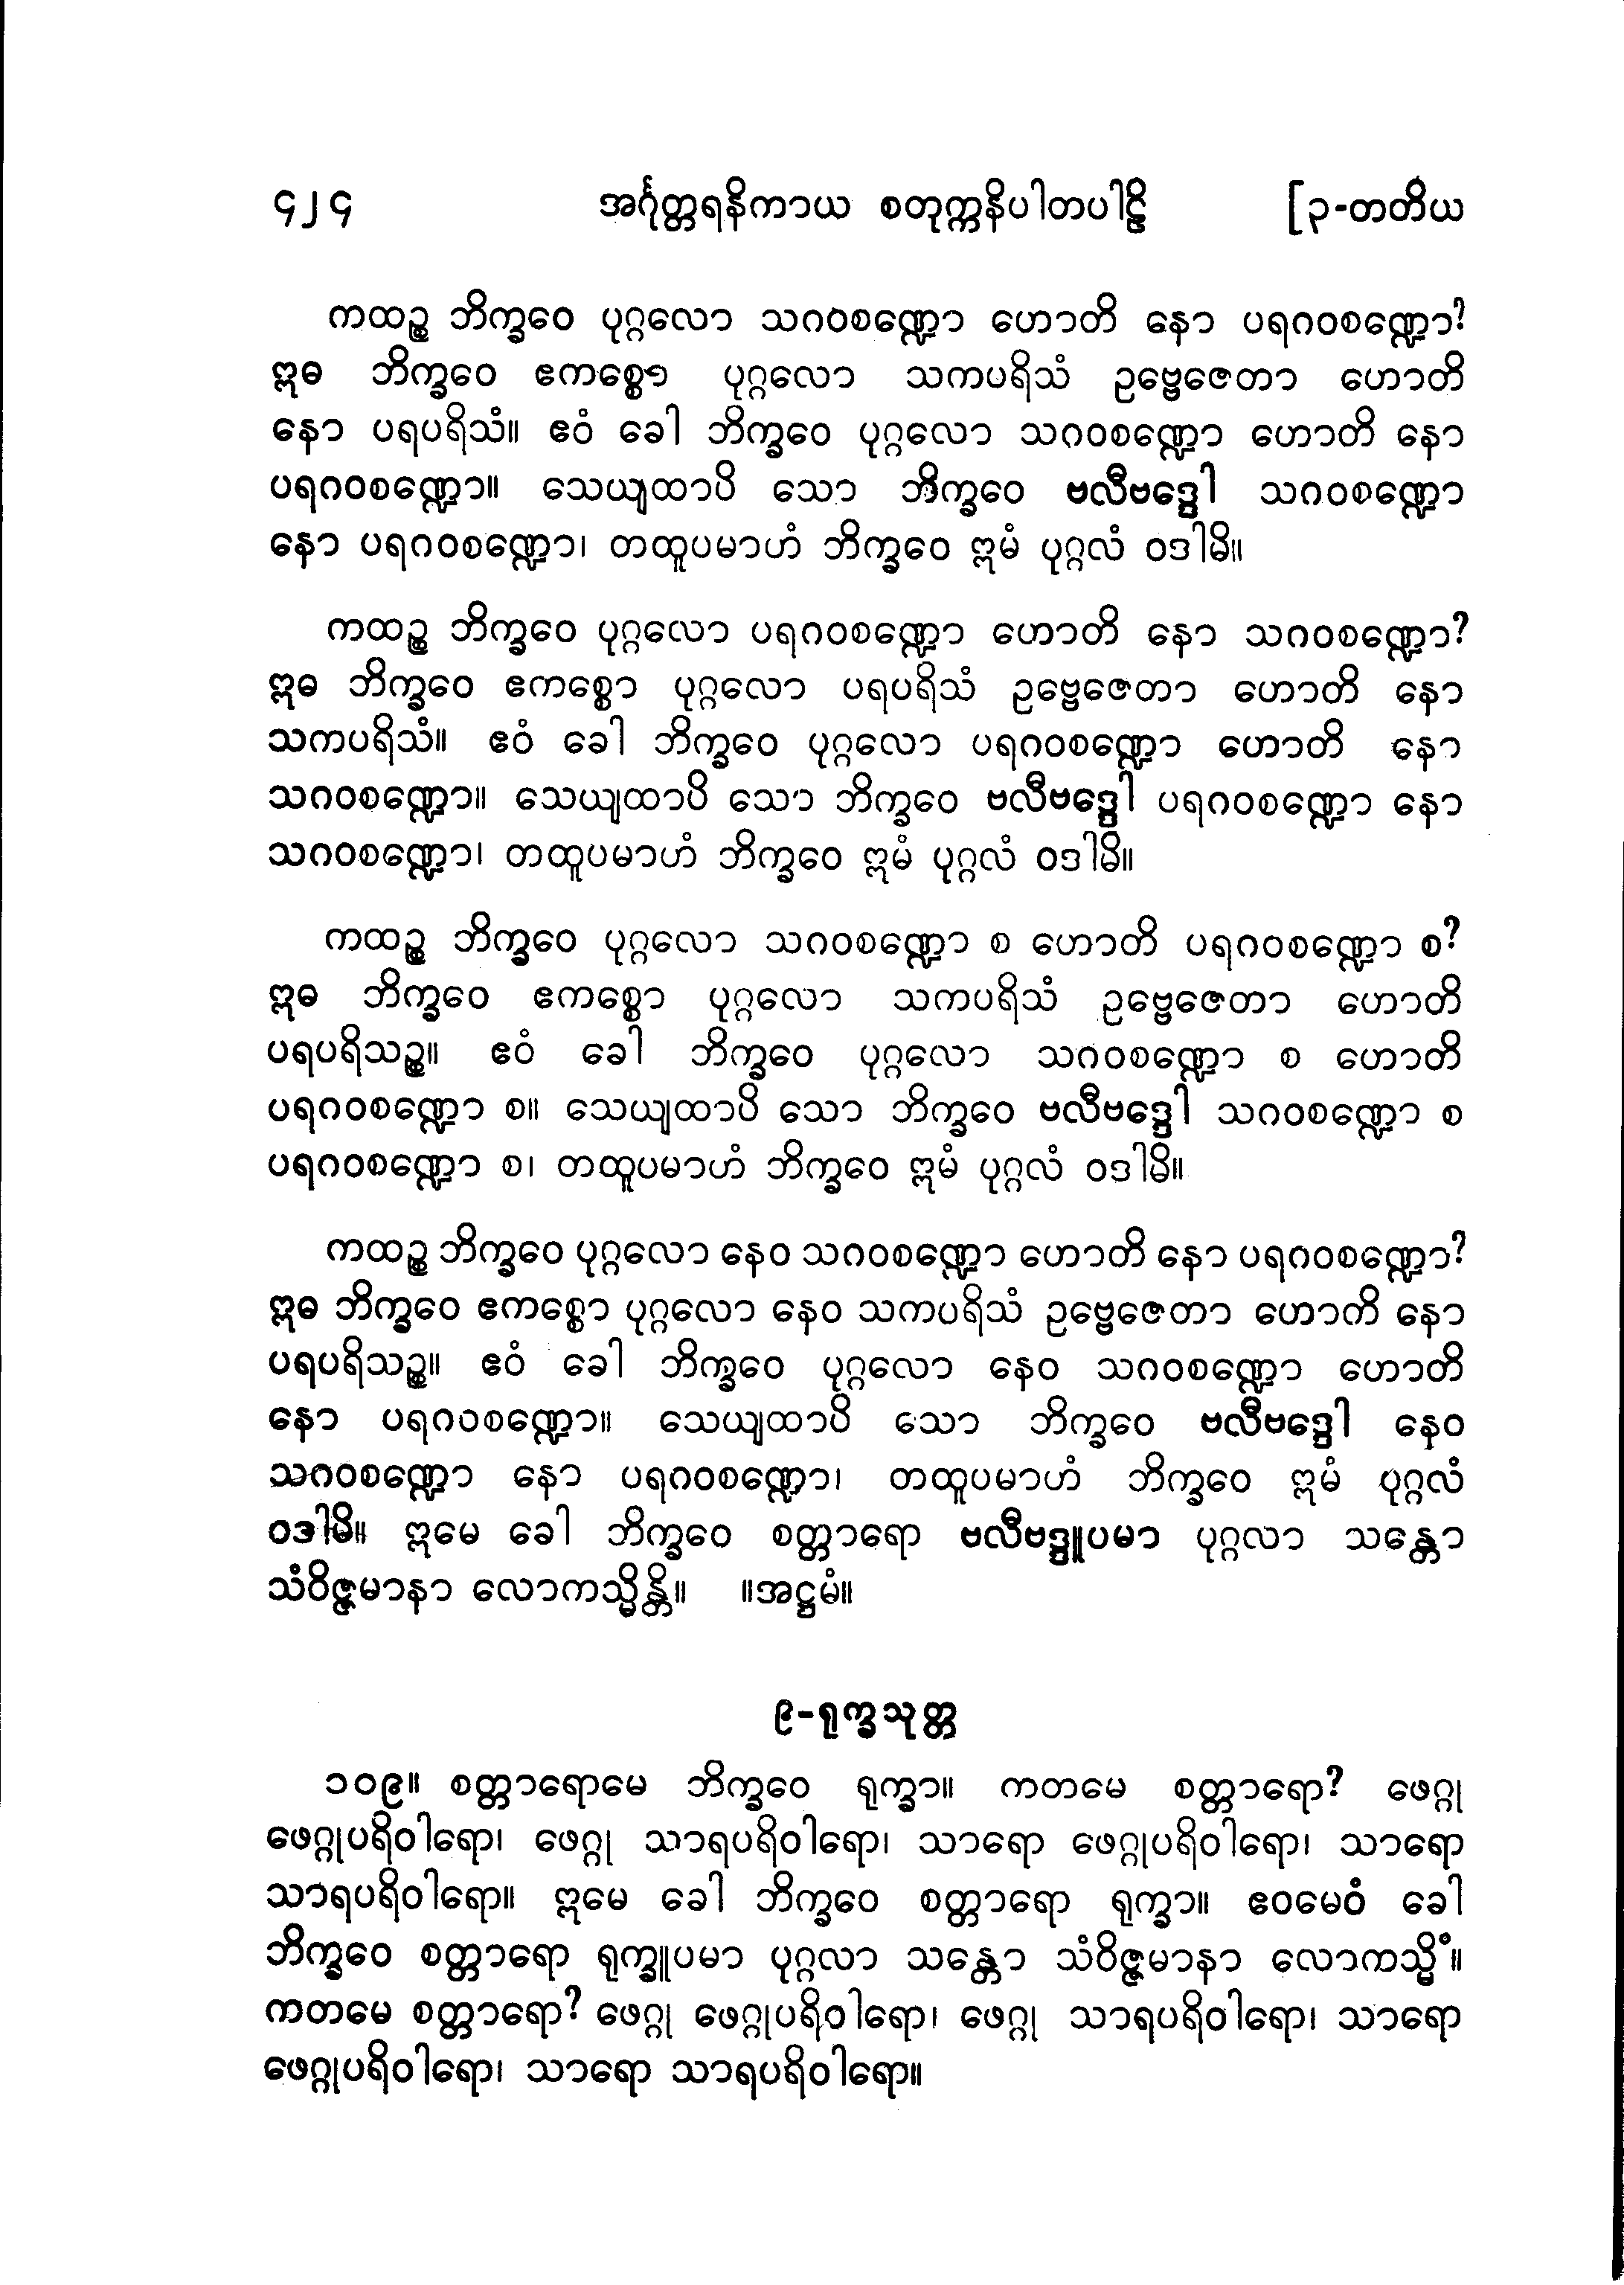 ၄၂၄ အင်္ဂုတ္တရနိကာယ စတုက္ကနိပါတပါဠိ [၃-တတိယ
ကထဉ္စ ဘိက္ခဝေ ပုဂ္ဂလော သဂဝစဏ္ဍော ဟောတိ နော ပရဂဝစဏ္ဍော?
ဣဓ ဘိက္ခဝေ ဧကစ္စော ပုဂ္ဂလော သကပရိသံ ဥဗ္ဗေဇေတာ ဟောတိ
နော ပရပရိသံ။ ဧဝံ ခေါ ဘိက္ခဝေ ပုဂ္ဂလော သဂဝစဏ္ဍော ဟောတိ နော
ပရဂဝစဏ္ဍော။ သေယျထာပိ သော ဘိက္ခဝေ ဗလီဗဒ္ဓေါ သဂဝစဏ္ဍော
နော ပရဂဝစဏ္ဍော၊ တထူပမာဟံ ဘိက္ခဝေ ဣမံ ပုဂ္ဂလံ ဝဒါမိ။
ကထဉ္စ ဘိက္ခဝေ ပုဂ္ဂလော ပရဂဝစဏ္ဍော ဟောတိ နော သဂဝစဏ္ဍော?
ဣဓ ဘိက္ခဝေ ဧကစ္စော ပုဂ္ဂလော ပရပရိသံ ဥဗ္ဗေဇေတာ ဟောတိ နော
သကပရိသံ။ ဧဝံ ခေါ ဘိက္ခဝေ ပုဂ္ဂလော ပရဂဝစဏ္ဍော ဟောတိ နော
သဂဝစဏ္ဍော။ သေယျထာပိ သော ဘိက္ခဝေ ဗလီဗဒ္ဓေါ ပရဂဝစဏ္ဍော နော
သဂဝစဏ္ဍော၊ တထူပမာဟံ ဘိက္ခဝေ ဣမံ ပုဂ္ဂလံ ဝဒါမိ။
ကထဉ္စ ဘိက္ခဝေ ပုဂ္ဂလော သဂဝစဏ္ဍော စ ဟောတိ ပရဂဝစဏ္ဍော စ?
ဣဓ ဘိက္ခဝေ ဧကစ္စော ပုဂ္ဂလော သကပရိသံ ဥဗ္ဗေဇေတာ ဟောတိ
ပရပရိသဉ္စ။ ဧဝံ ခေါ ဘိက္ခဝေ ပုဂ္ဂလော သဂဝစဏ္ဍော စ ဟောတိ
ပရဂဝစဏ္ဍော စ။ သေယျထာပိ သော ဘိက္ခဝေ ဗလီဗဒ္ဓေါ သဂဝစဏ္ဍော စ
ပရဂဝစဏ္ဍော စ၊ တထူပမာဟံ ဘိက္ခဝေ ဣမံ ပုဂ္ဂလံ ဝဒါမိ။
ကထဉ္စ ဘိက္ခဝေ ပုဂ္ဂလော နေဝ သဂဝစဏ္ဍော ဟောတိ နော ပရဂဝစဏ္ဍော?
ဣဓ ဘိက္ခဝေ ဧကစ္စော ပုဂ္ဂလော နေဝ သကပရိသံ ဥဗ္ဗေဇေတာ ဟောတိ နော
ပရပရိသဉ္စ။ ဧဝံ ခေါ ဘိက္ခဝေ ပုဂ္ဂလော နေဝ သဂဝစဏ္ဍော ဟောတိ
နော ပရဂဝစဏ္ဍော။ သေယျထာပိ သော ဘိက္ခဝေ ဗလီဗဒ္ဓေါ နေဝ
သဂဝစဏ္ဍော နော ပရဂဝစဏ္ဍော၊ တထူပမာဟံ ဘိက္ခဝေ ဣမံ ပုဂ္ဂလံ
ဝဒါမိ။ ဣမေ ခေါ ဘိက္ခဝေ စတ္တာရော ဗလီဗဒ္ဓူပမာ ပုဂ္ဂလာ သန္တော
သံဝိဇ္ဇမာနာ လောကသ္မိန္တိ။ ။အဋ္ဌမံ။
၉-ရုက္ခသုတ္တ
၁၀၉။ စတ္တာရောမေ ဘိက္ခဝေ ရုက္ခာ။ ကတမေ စတ္တာရော? ဖေဂ္ဂု
ဖေဂ္ဂုပရိဝါရော၊ ဖေဂ္ဂု သာရပရိဝါရော၊ သာရော ဖေဂ္ဂုပရိဝါရော၊ သာရော
သာရပရိဝါရော။ ဣမေ ခေါ ဘိက္ခဝေ စတ္တာရော ရုက္ခာ။ ဧဝမေဝံ ခေါ
ဘိက္ခဝေ စတ္တာရော ရုက္ခူပမာ ပုဂ္ဂလာ သန္တော သံဝိဇ္ဇမာနာ လောကသ္မိံ။
ကတမေ စတ္တာရော? ဖေဂ္ဂု ဖေဂ္ဂုပရိဝါရော၊ ဖေဂ္ဂု သာရပရိဝါရော၊ သာရော
ဖေဂ္ဂုပရိဝါရော၊ သာရော သာရပရိဝါရော။